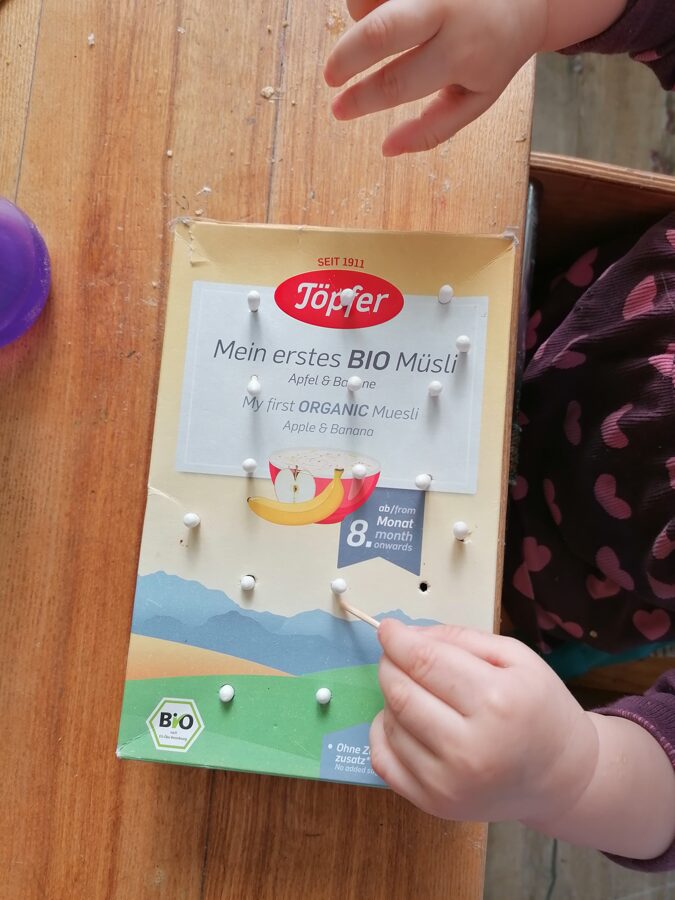 SEIT 1911
Töpfer
Mein erstes BIO Müsli
Apfel & Banane
My first ORGANIC Muesli
Apple & Banana
ab/from
8. Monat
month
onwards
BIO
nach
• Ohne
zusatz*
No added